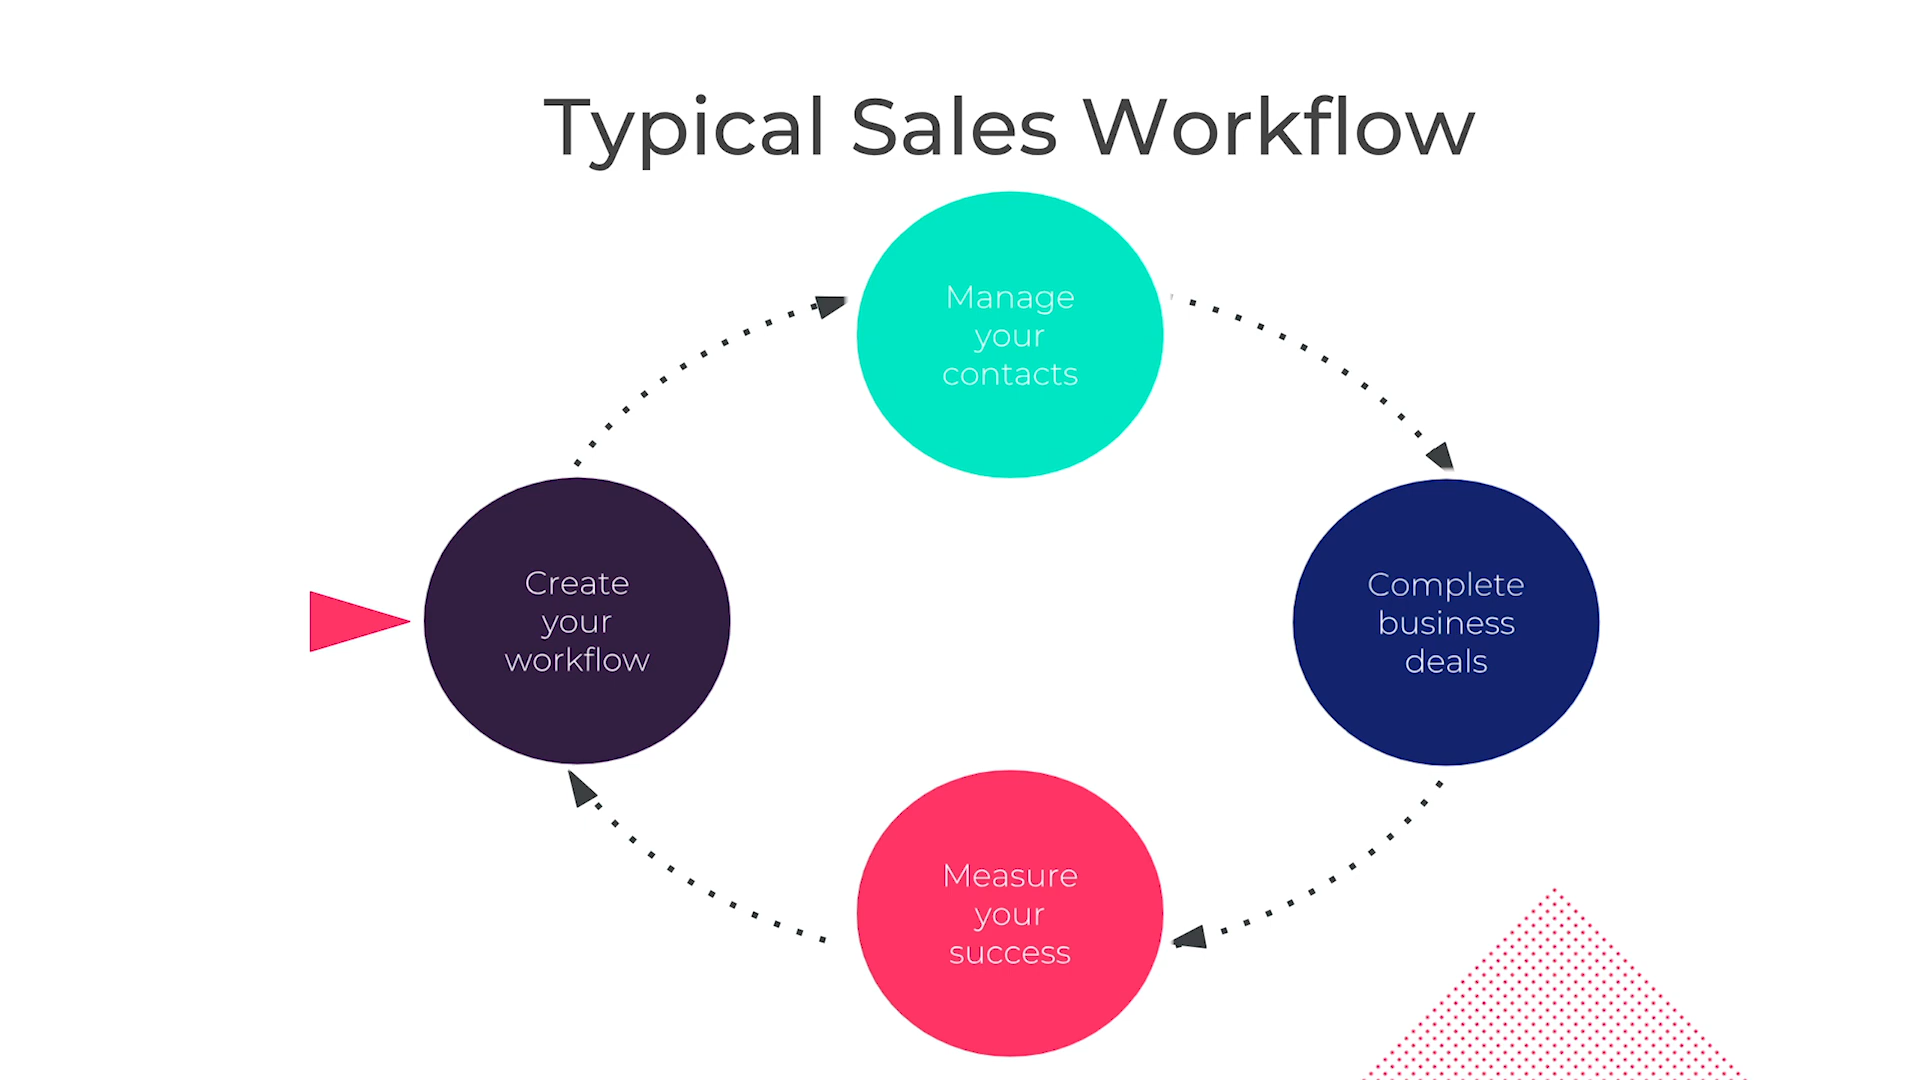 Typical Sales Workflow
Manage
your
contacts
Create
your
workflow
Complete
business
deals
Measure
your
success